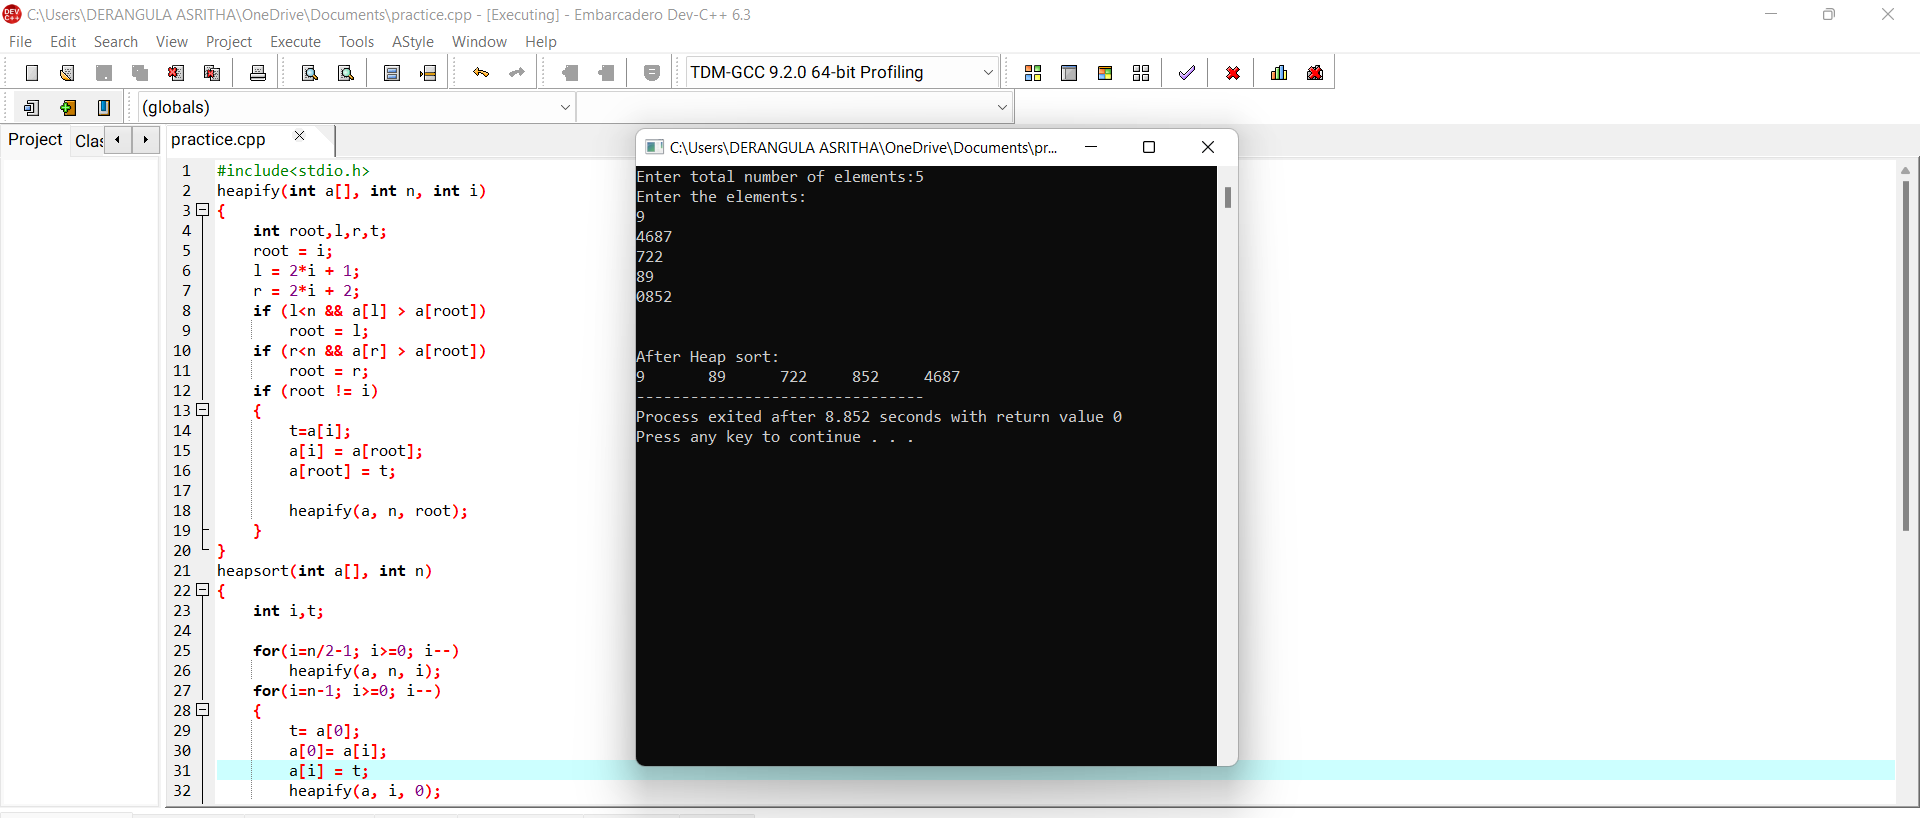 C:\Users\DERANGULA ASRITHA\OneDrive\Documents\practice.cpp - [Executing] - Embarcadero Dev-C++ 6.3
File Edit Search View Project Execute Tools AStyle Window Help
TDM-GCC 9.2.0 64-bit Profiling
(globals)
Project Clas practice.cpp
1 #include<stdio.h>
2 heapify(int a[], int n, int i)
3 {
4 int root,l,r,t;
5 root = i;
6 l = 2*i + 1;
7 r = 2*i + 2;
8 if (l<n && a[l] > a[root])
9 root = l;
10 if (r<n && a[r] > a[root])
11 root = r;
12 if (root != i)
13 {
14 t=a[i];
15 a[i] = a[root];
16 a[root] = t;
17
18 heapify(a, n, root);
19 }
20 }
21 heapsort(int a[], int n)
22 {
23 int i,t;
24
25 for(i=n/2-1; i>=0; i--)
26 heapify(a, n, i);
27 for(i=n-1; i>=0; i--)
28 {
29 t= a[0];
30 a[0]= a[i];
31 a[i] = t;
32 heapify(a, i, 0);
C:\Users\DERANGULA ASRITHA\OneDrive\Documents\pr...
Enter total number of elements:5
Enter the elements:
9
4687
722
89
0852
After Heap sort:
9 89 722 852 4687
--------------------------------
Process exited after 8.852 seconds with return value 0
Press any key to continue . . .